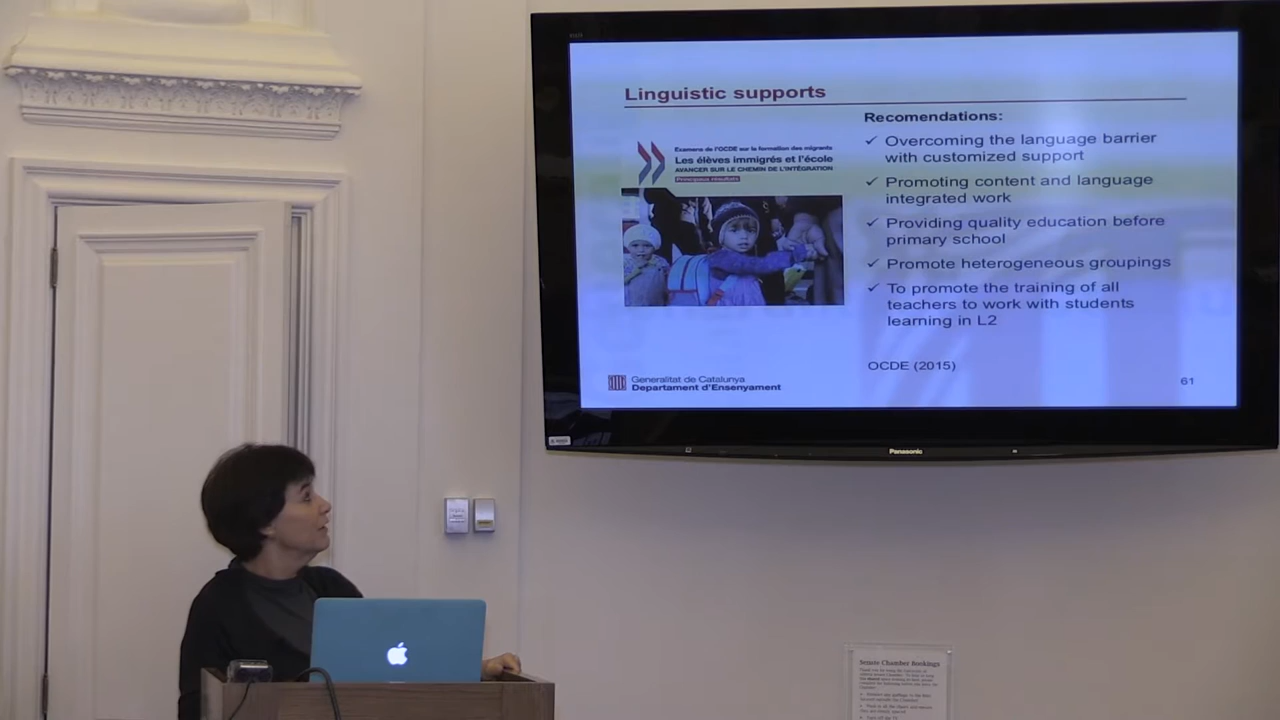 Linguistic supports
Examens de l'OCDE sur la formation des migrants
Les élèves immigrés et l'école
AVANCER SUR LE CHEMIN DE L'INTÉGRATION
Principaux résultats
Recomendations:
✓ Overcoming the language barrier
with customized support
✓ Promoting content and language
integrated work
✓ Providing quality education before
primary school
✓ Promote heterogeneous groupings
✓ To promote the training of all
teachers to work with students
learning in L2
OCDE (2015)
Generalitat de Catalunya
Departament d'Ensenyament
61
Panasonic
Senate Chamber Bookings